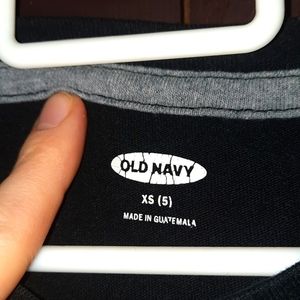 OLD NAVY
XS (5)
MADE IN GUATEMALA